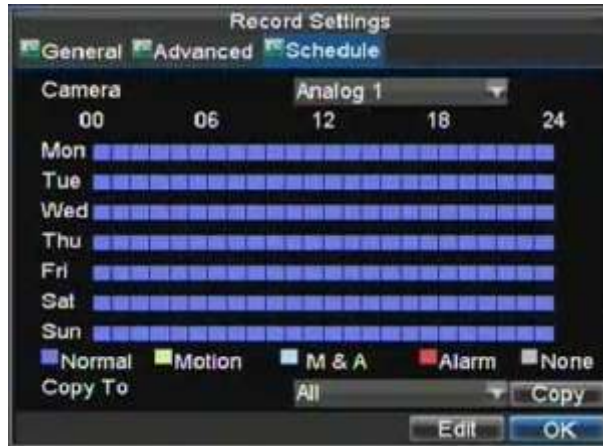 Record Settings
General Advanced Schedule
Camera Analog 1
00 06 12 18 24
Mon
Tue
Wed
Thu
Fri
Sat
Sun
Normal Motion M & A Alarm None
Copy To All Copy
Edit OK